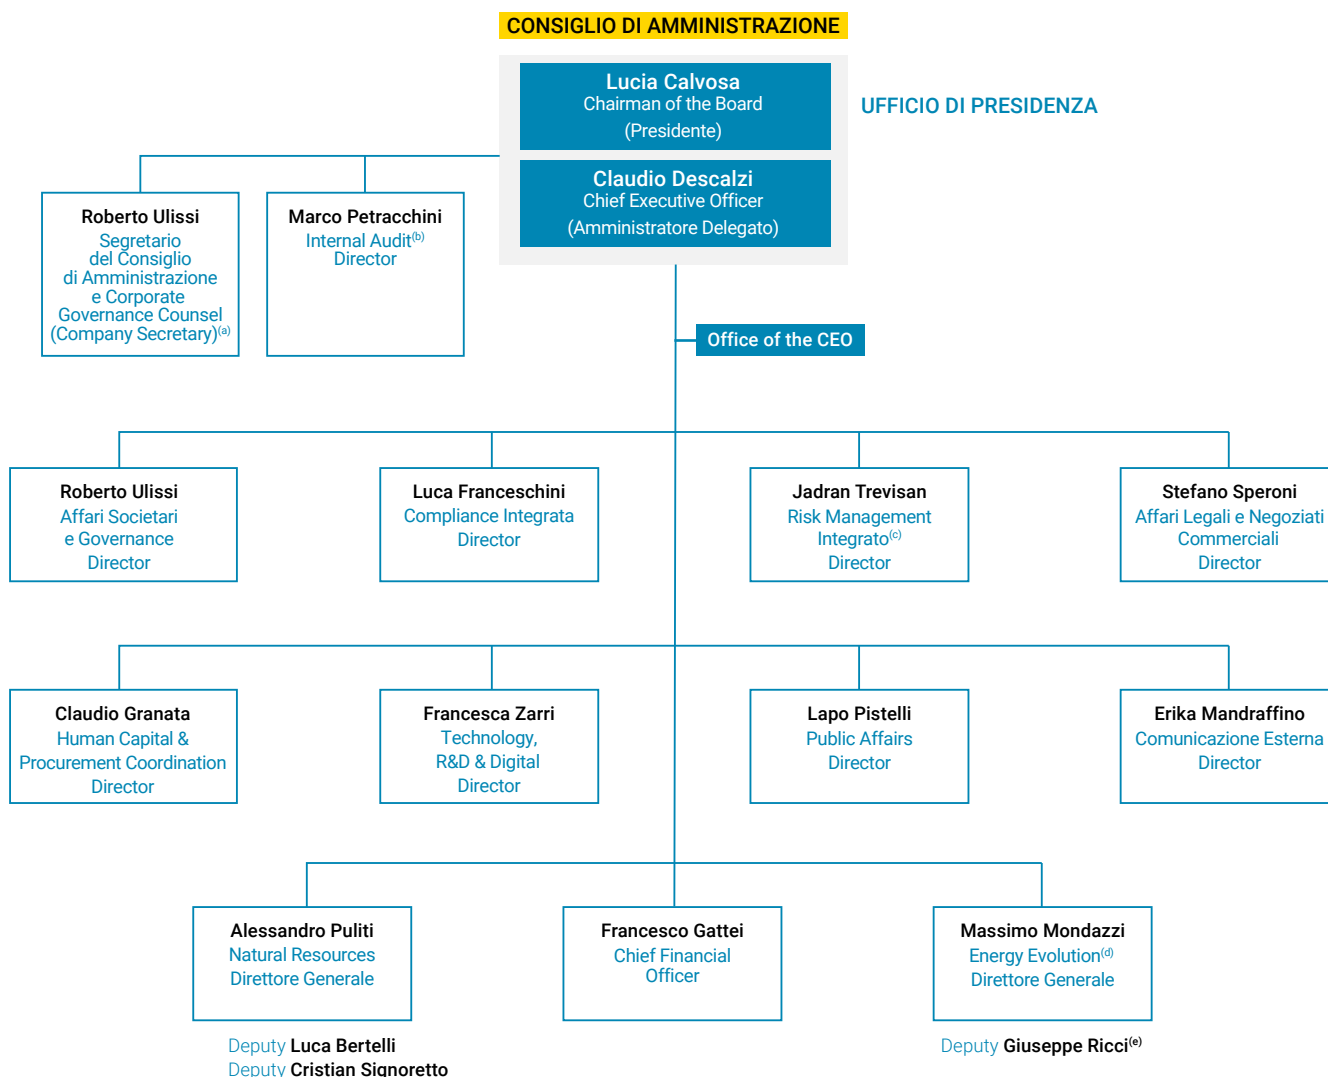 CONSIGLIO DI AMMINISTRAZIONE
Lucia Calvosa
Chairman of the Board
(Presidente)
UFFICIO DI PRESIDENZA
Claudio Descalzi
Chief Executive Officer
(Amministratore Delegato)
Roberto Ulissi
Segretario
del Consiglio
di Amministrazione
e Corporate
Governance Counsel
(Company Secretary)(a)
Marco Petracchini
Internal Audit(b)
Director
Office of the CEO
Roberto Ulissi
Affari Societari
e Governance
Director
Luca Franceschini
Compliance Integrata
Director
Jadran Trevisan
Risk Management
Integrato(c)
Director
Stefano Speroni
Affari Legali e Negoziati
Commerciali
Director
Claudio Granata
Human Capital &
Procurement Coordination
Director
Francesca Zarri
Technology,
R&D & Digital
Director
Lapo Pistelli
Public Affairs
Director
Erika Mandraffino
Comunicazione Esterna
Director
Alessandro Puliti
Natural Resources
Direttore Generale
Francesco Gattei
Chief Financial
Officer
Massimo Mondazzi
Energy Evolution(d)
Direttore Generale
Deputy Luca Bertelli
Deputy Cristian Signoretto
Deputy Giuseppe Ricci(e)